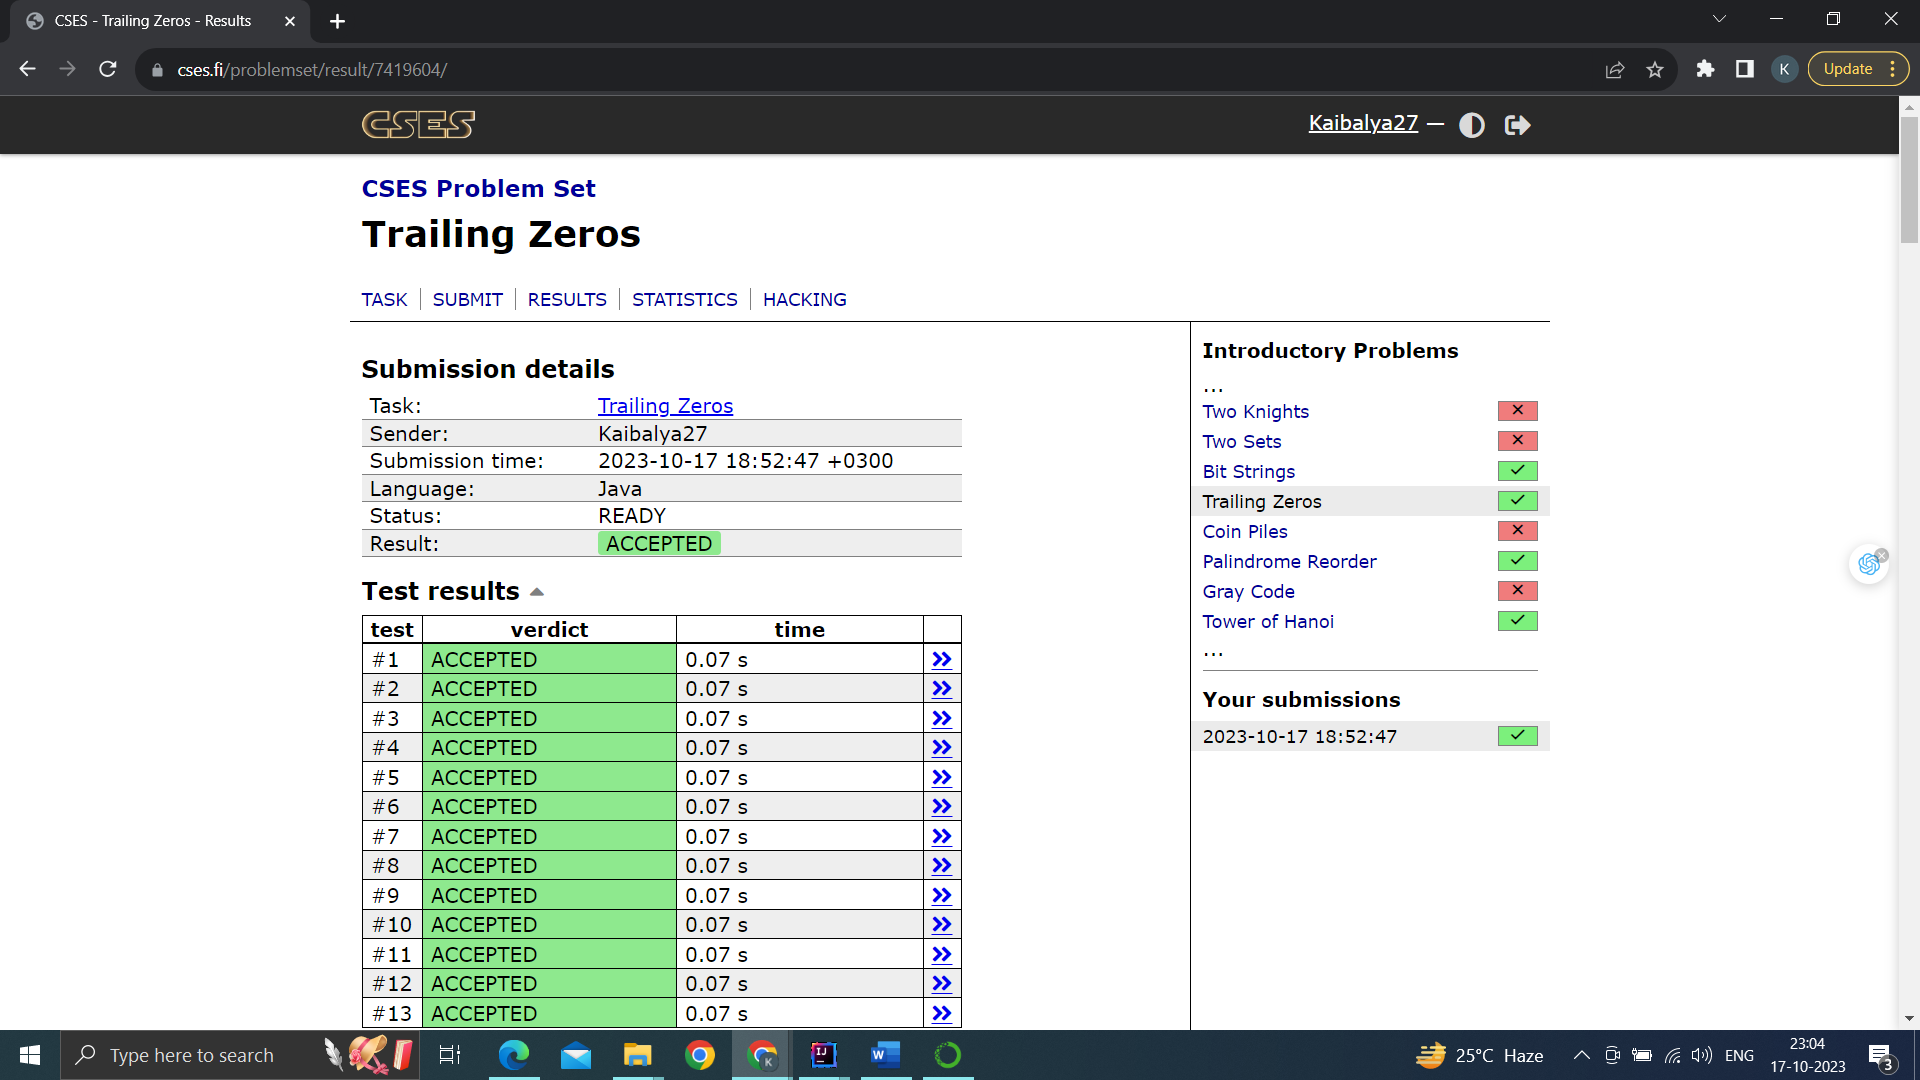 CSES - Trailing Zeros - Results
cses.fi/problemset/result/7419604/
K
Update
CSES
Kaibalya27 —
CSES Problem Set
Trailing Zeros
TASK
SUBMIT
RESULTS
STATISTICS
HACKING
Submission details
Task: Trailing Zeros
Sender: Kaibalya27
Submission time: 2023-10-17 18:52:47 +0300
Language: Java
Status: READY
Result: ACCEPTED
Test results
test verdict time
#1 ACCEPTED 0.07 s
#2 ACCEPTED 0.07 s
#3 ACCEPTED 0.07 s
#4 ACCEPTED 0.07 s
#5 ACCEPTED 0.07 s
#6 ACCEPTED 0.07 s
#7 ACCEPTED 0.07 s
#8 ACCEPTED 0.07 s
#9 ACCEPTED 0.07 s
#10 ACCEPTED 0.07 s
#11 ACCEPTED 0.07 s
#12 ACCEPTED 0.07 s
#13 ACCEPTED 0.07 s
Introductory Problems
...
Two Knights
Two Sets
Bit Strings
Trailing Zeros
Coin Piles
Palindrome Reorder
Gray Code
Tower of Hanoi
...
Your submissions
2023-10-17 18:52:47
Type here to search
K
IJ
W
25°C Haze
ENG
23:04
17-10-2023
3